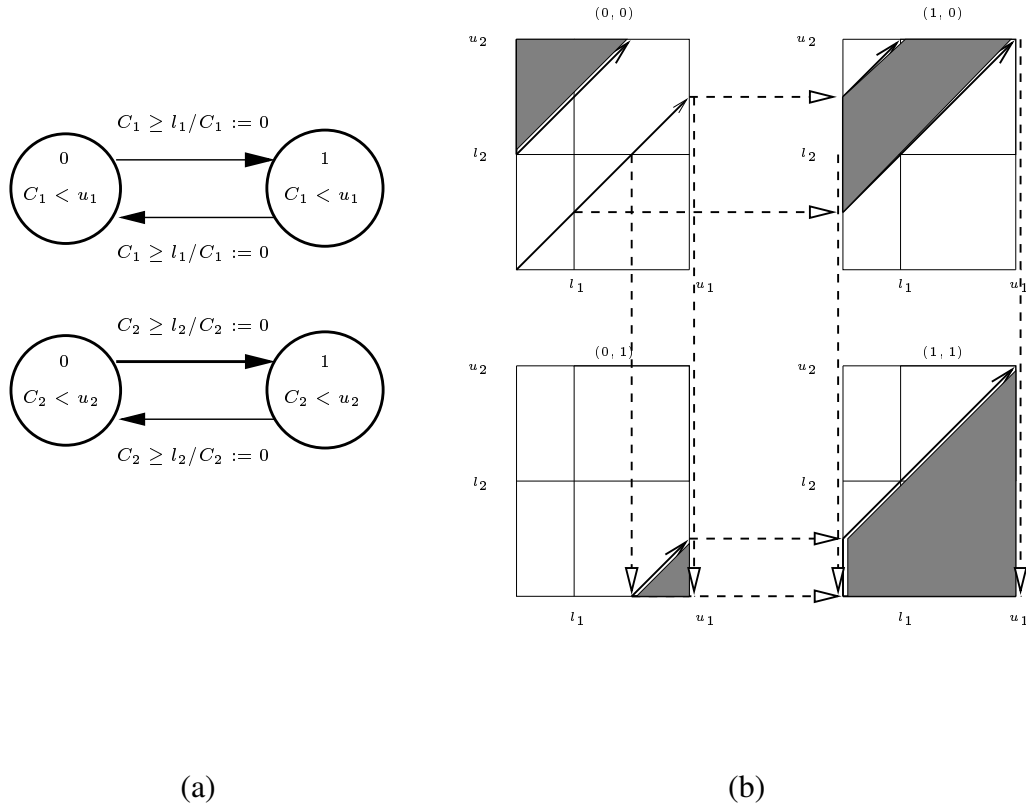 C₁ ≥ l₁/C₁ := 0
0
1
C₁ < u₁
C₁ < u₁
C₁ ≥ l₁/C₁ := 0
C₂ ≥ l₂/C₂ := 0
0
1
C₂ < u₂
C₂ < u₂
C₂ ≥ l₂/C₂ := 0
(a)
(0, 0)
u₂
l₂
l₁
u₁
(1, 0)
u₂
l₂
l₁
u₁
(0, 1)
u₂
l₂
l₁
u₁
(1, 1)
u₂
l₂
l₁
u₁
(b)